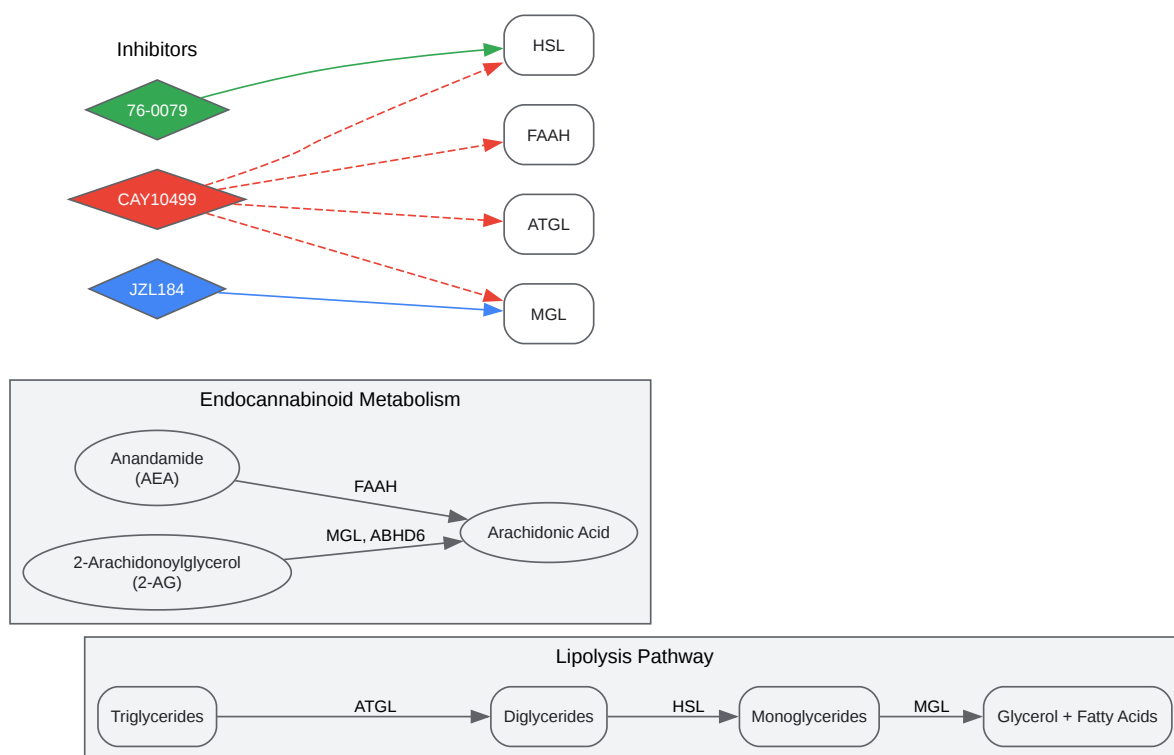 Inhibitors
76-0079
CAY10499
JZL184
HSL
FAAH
ATGL
MGL
Endocannabinoid Metabolism
Anandamide
(AEA)
FAAH
2-Arachidonoylglycerol
(2-AG)
MGL, ABHD6
Arachidonic Acid
Lipolysis Pathway
Triglycerides
ATGL
Diglycerides
HSL
Monoglycerides
MGL
Glycerol + Fatty Acids